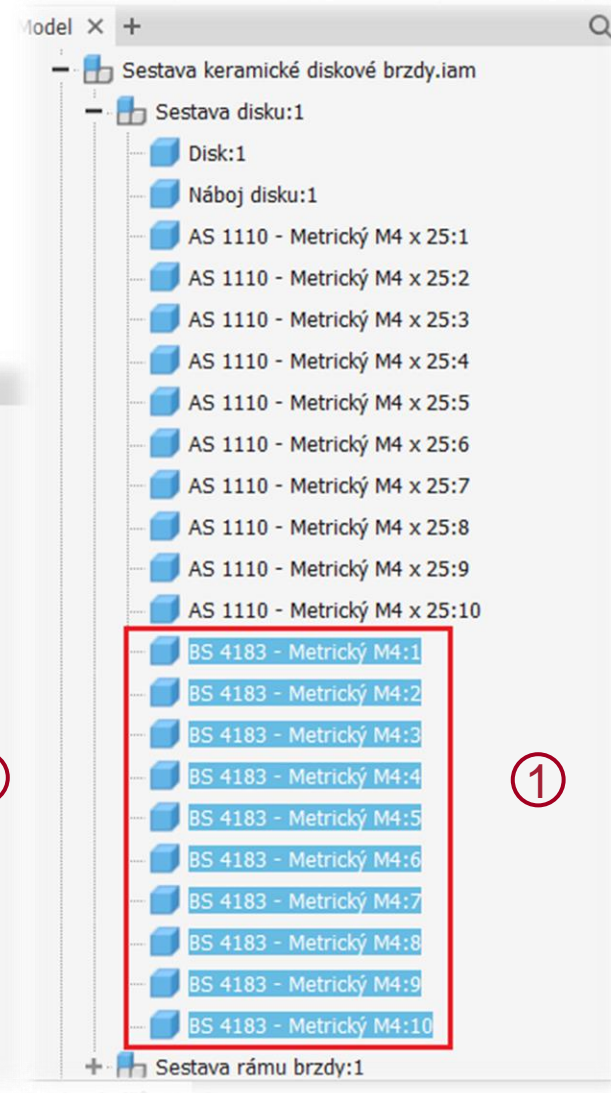 Model × +
Sestava keramické diskové brzdy.iam
Sestava disku:1
Disk:1
Náboj disku:1
AS 1110 - Metrický M4 x 25:1
AS 1110 - Metrický M4 x 25:2
AS 1110 - Metrický M4 x 25:3
AS 1110 - Metrický M4 x 25:4
AS 1110 - Metrický M4 x 25:5
AS 1110 - Metrický M4 x 25:6
AS 1110 - Metrický M4 x 25:7
AS 1110 - Metrický M4 x 25:8
AS 1110 - Metrický M4 x 25:9
AS 1110 - Metrický M4 x 25:10
BS 4183 - Metrický M4:1
BS 4183 - Metrický M4:2
BS 4183 - Metrický M4:3
BS 4183 - Metrický M4:4
①
BS 4183 - Metrický M4:5
BS 4183 - Metrický M4:6
BS 4183 - Metrický M4:7
BS 4183 - Metrický M4:8
BS 4183 - Metrický M4:9
BS 4183 - Metrický M4:10
Sestava rámu brzdy:1